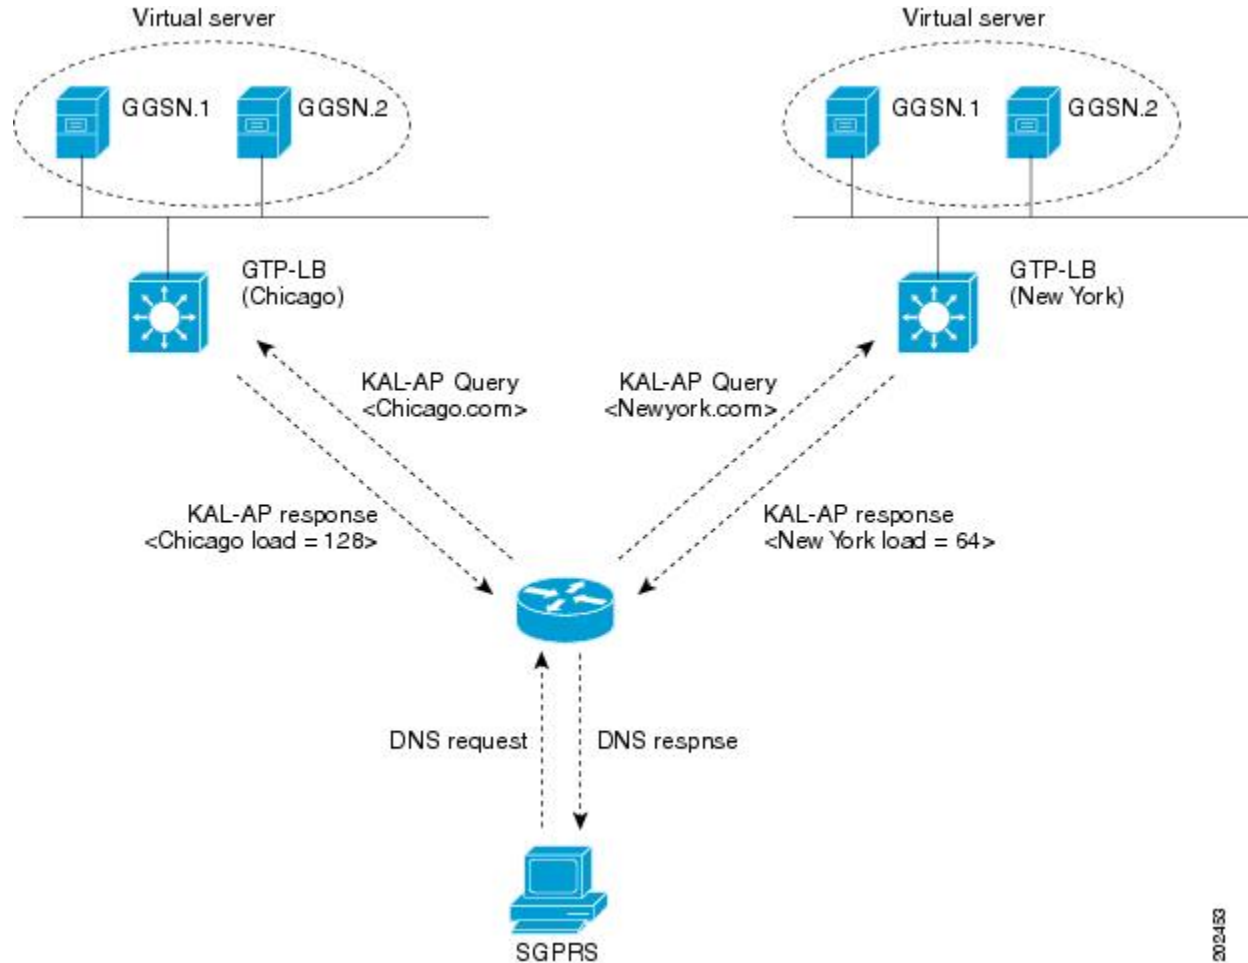 Virtual server
Virtual server
GGSN.1
GGSN.2
GGSN.1
GGSN.2
GTP-LB
(Chicago)
GTP-LB
(New York)
KAL-AP Query
<Chicago.com>
KAL-AP Query
<Newyork.com>
KAL-AP response
<Chicago load = 128>
KAL-AP response
<New York load = 64>
DNS request
DNS respnse
SGPRS
202453